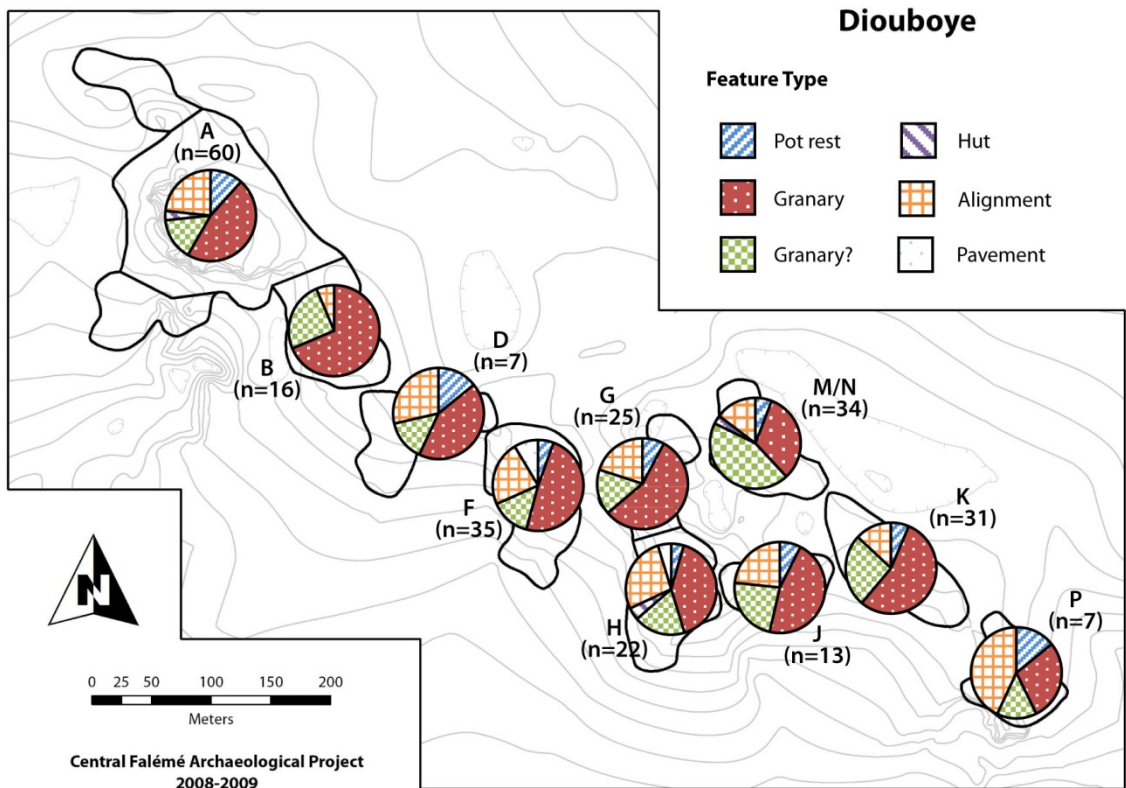 Diouboye
Feature Type
Pot rest
Hut
Granary
Alignment
Granary?
Pavement
A
(n=60)
B
(n=16)
D
(n=7)
F
(n=35)
G
(n=25)
M/N
(n=34)
K
(n=31)
H
(n=22)
J
(n=13)
P
(n=7)
N
0 25 50 100 150 200
Meters
Central Falémé Archaeological Project
2008-2009